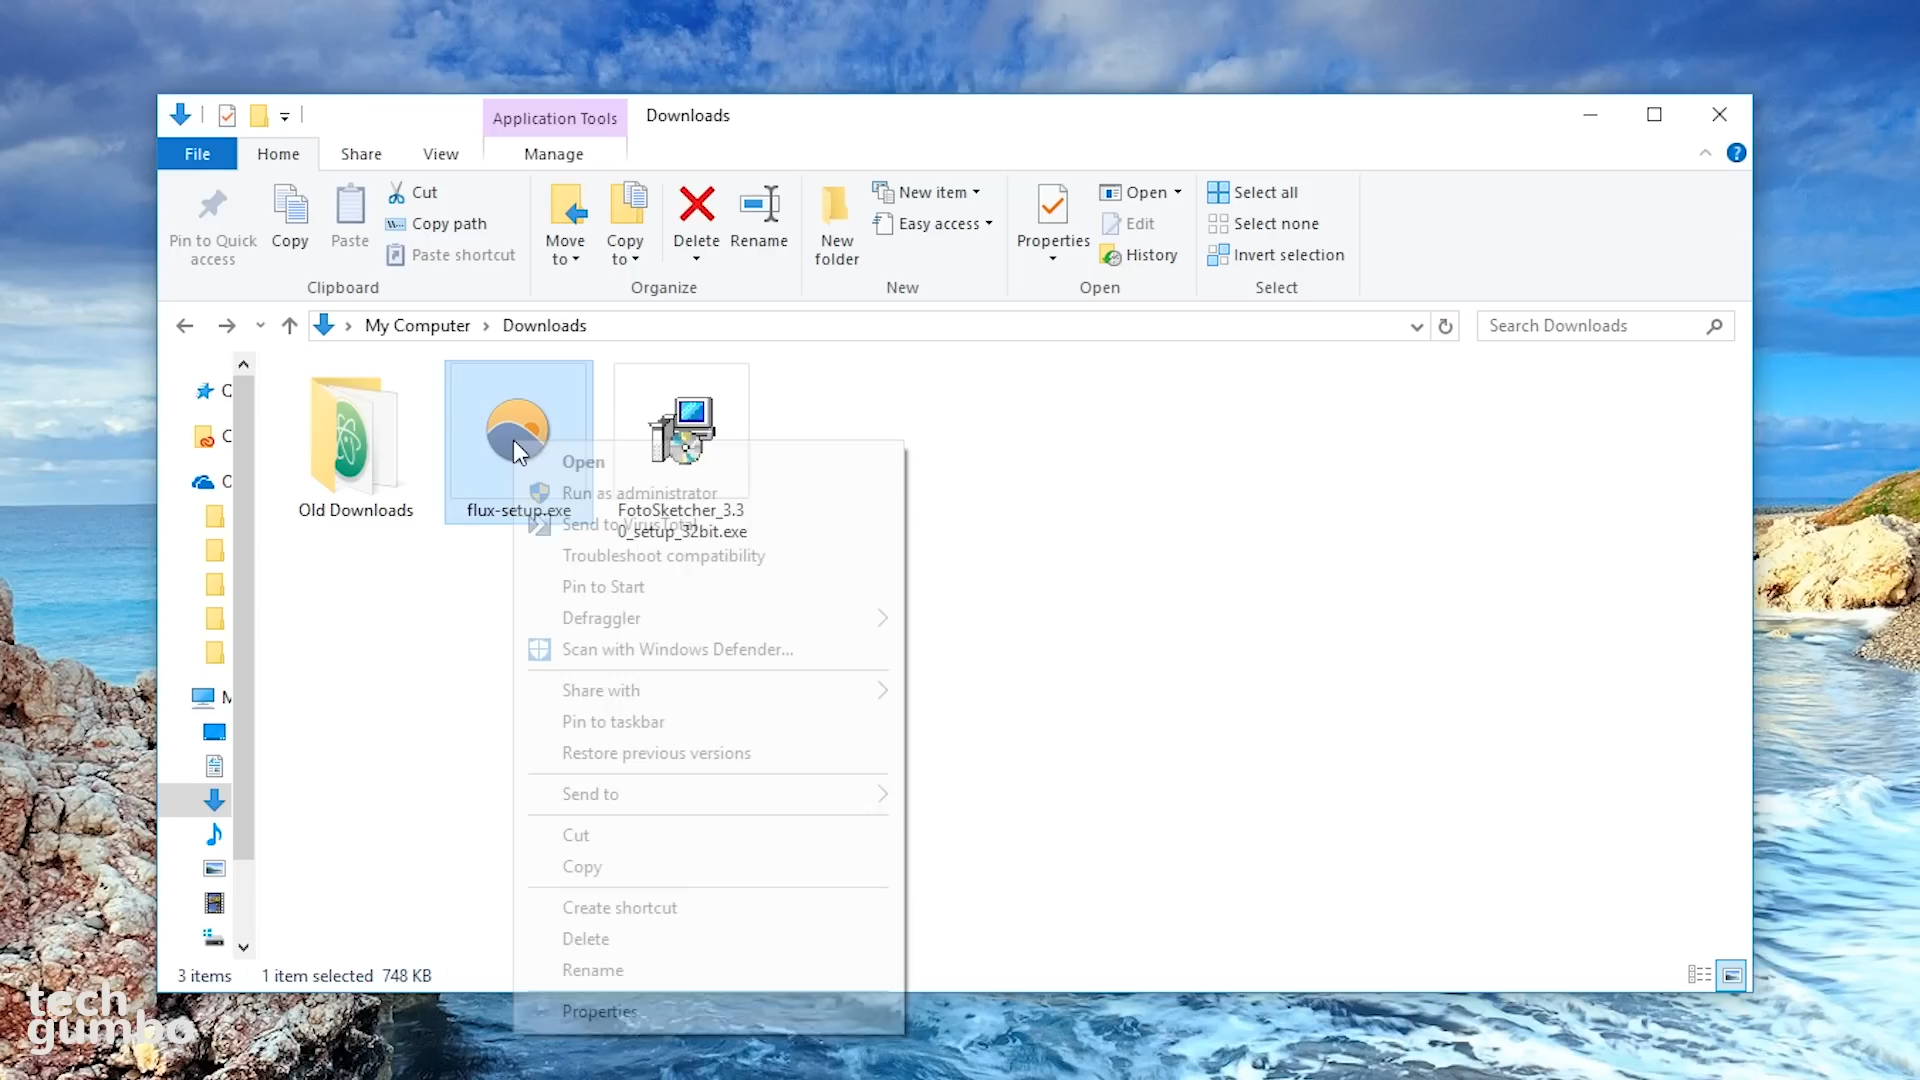 Application Tools
Downloads
File
Home
Share
View
Manage
Pin to Quick
access
Copy
Paste
Cut
Copy path
Paste shortcut
Clipboard
Move
to
Copy
to
Delete
Rename
Organize
New
folder
New item
Easy access
New
Properties
Open
Edit
History
Open
Select all
Select none
Invert selection
Select
My Computer
Downloads
Search Downloads
C
C
O
M
Old Downloads
flux-setup.exe
FotoSketcher_3.3
0_setup_32bit.exe
Open
Run as administrator
Send to VirusTotal
Troubleshoot compatibility
Pin to Start
Defraggler
Scan with Windows Defender...
Share with
Pin to taskbar
Restore previous versions
Send to
Cut
Copy
Create shortcut
Delete
Rename
Properties
3 items
1 item selected 748 KB
tech
gumbo